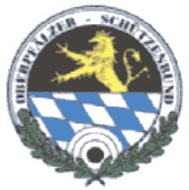 OBERPFÄLZER - SCHÜTZENBUND